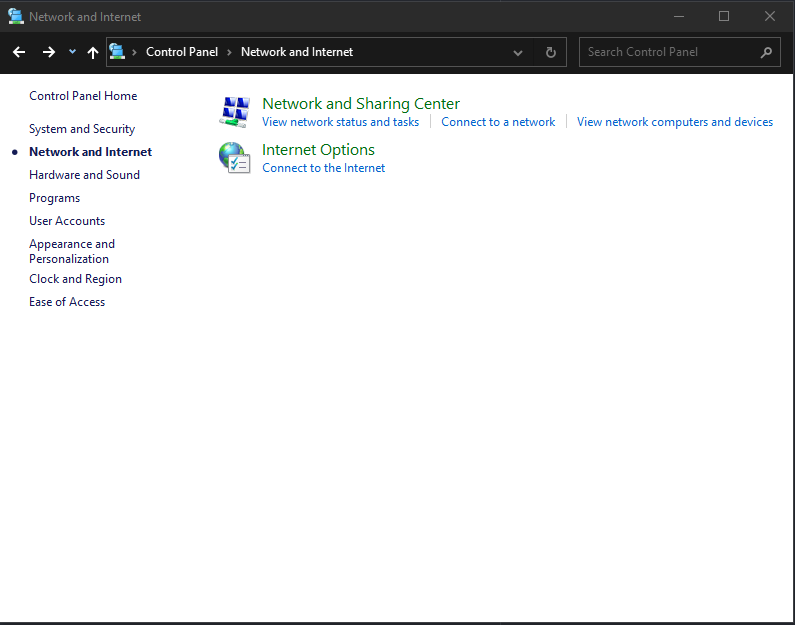 Network and Internet
Control Panel › Network and Internet
Search Control Panel
Control Panel Home
System and Security
Network and Internet
Hardware and Sound
Programs
User Accounts
Appearance and
Personalization
Clock and Region
Ease of Access
Network and Sharing Center
View network status and tasks | Connect to a network | View network computers and devices
Internet Options
Connect to the Internet